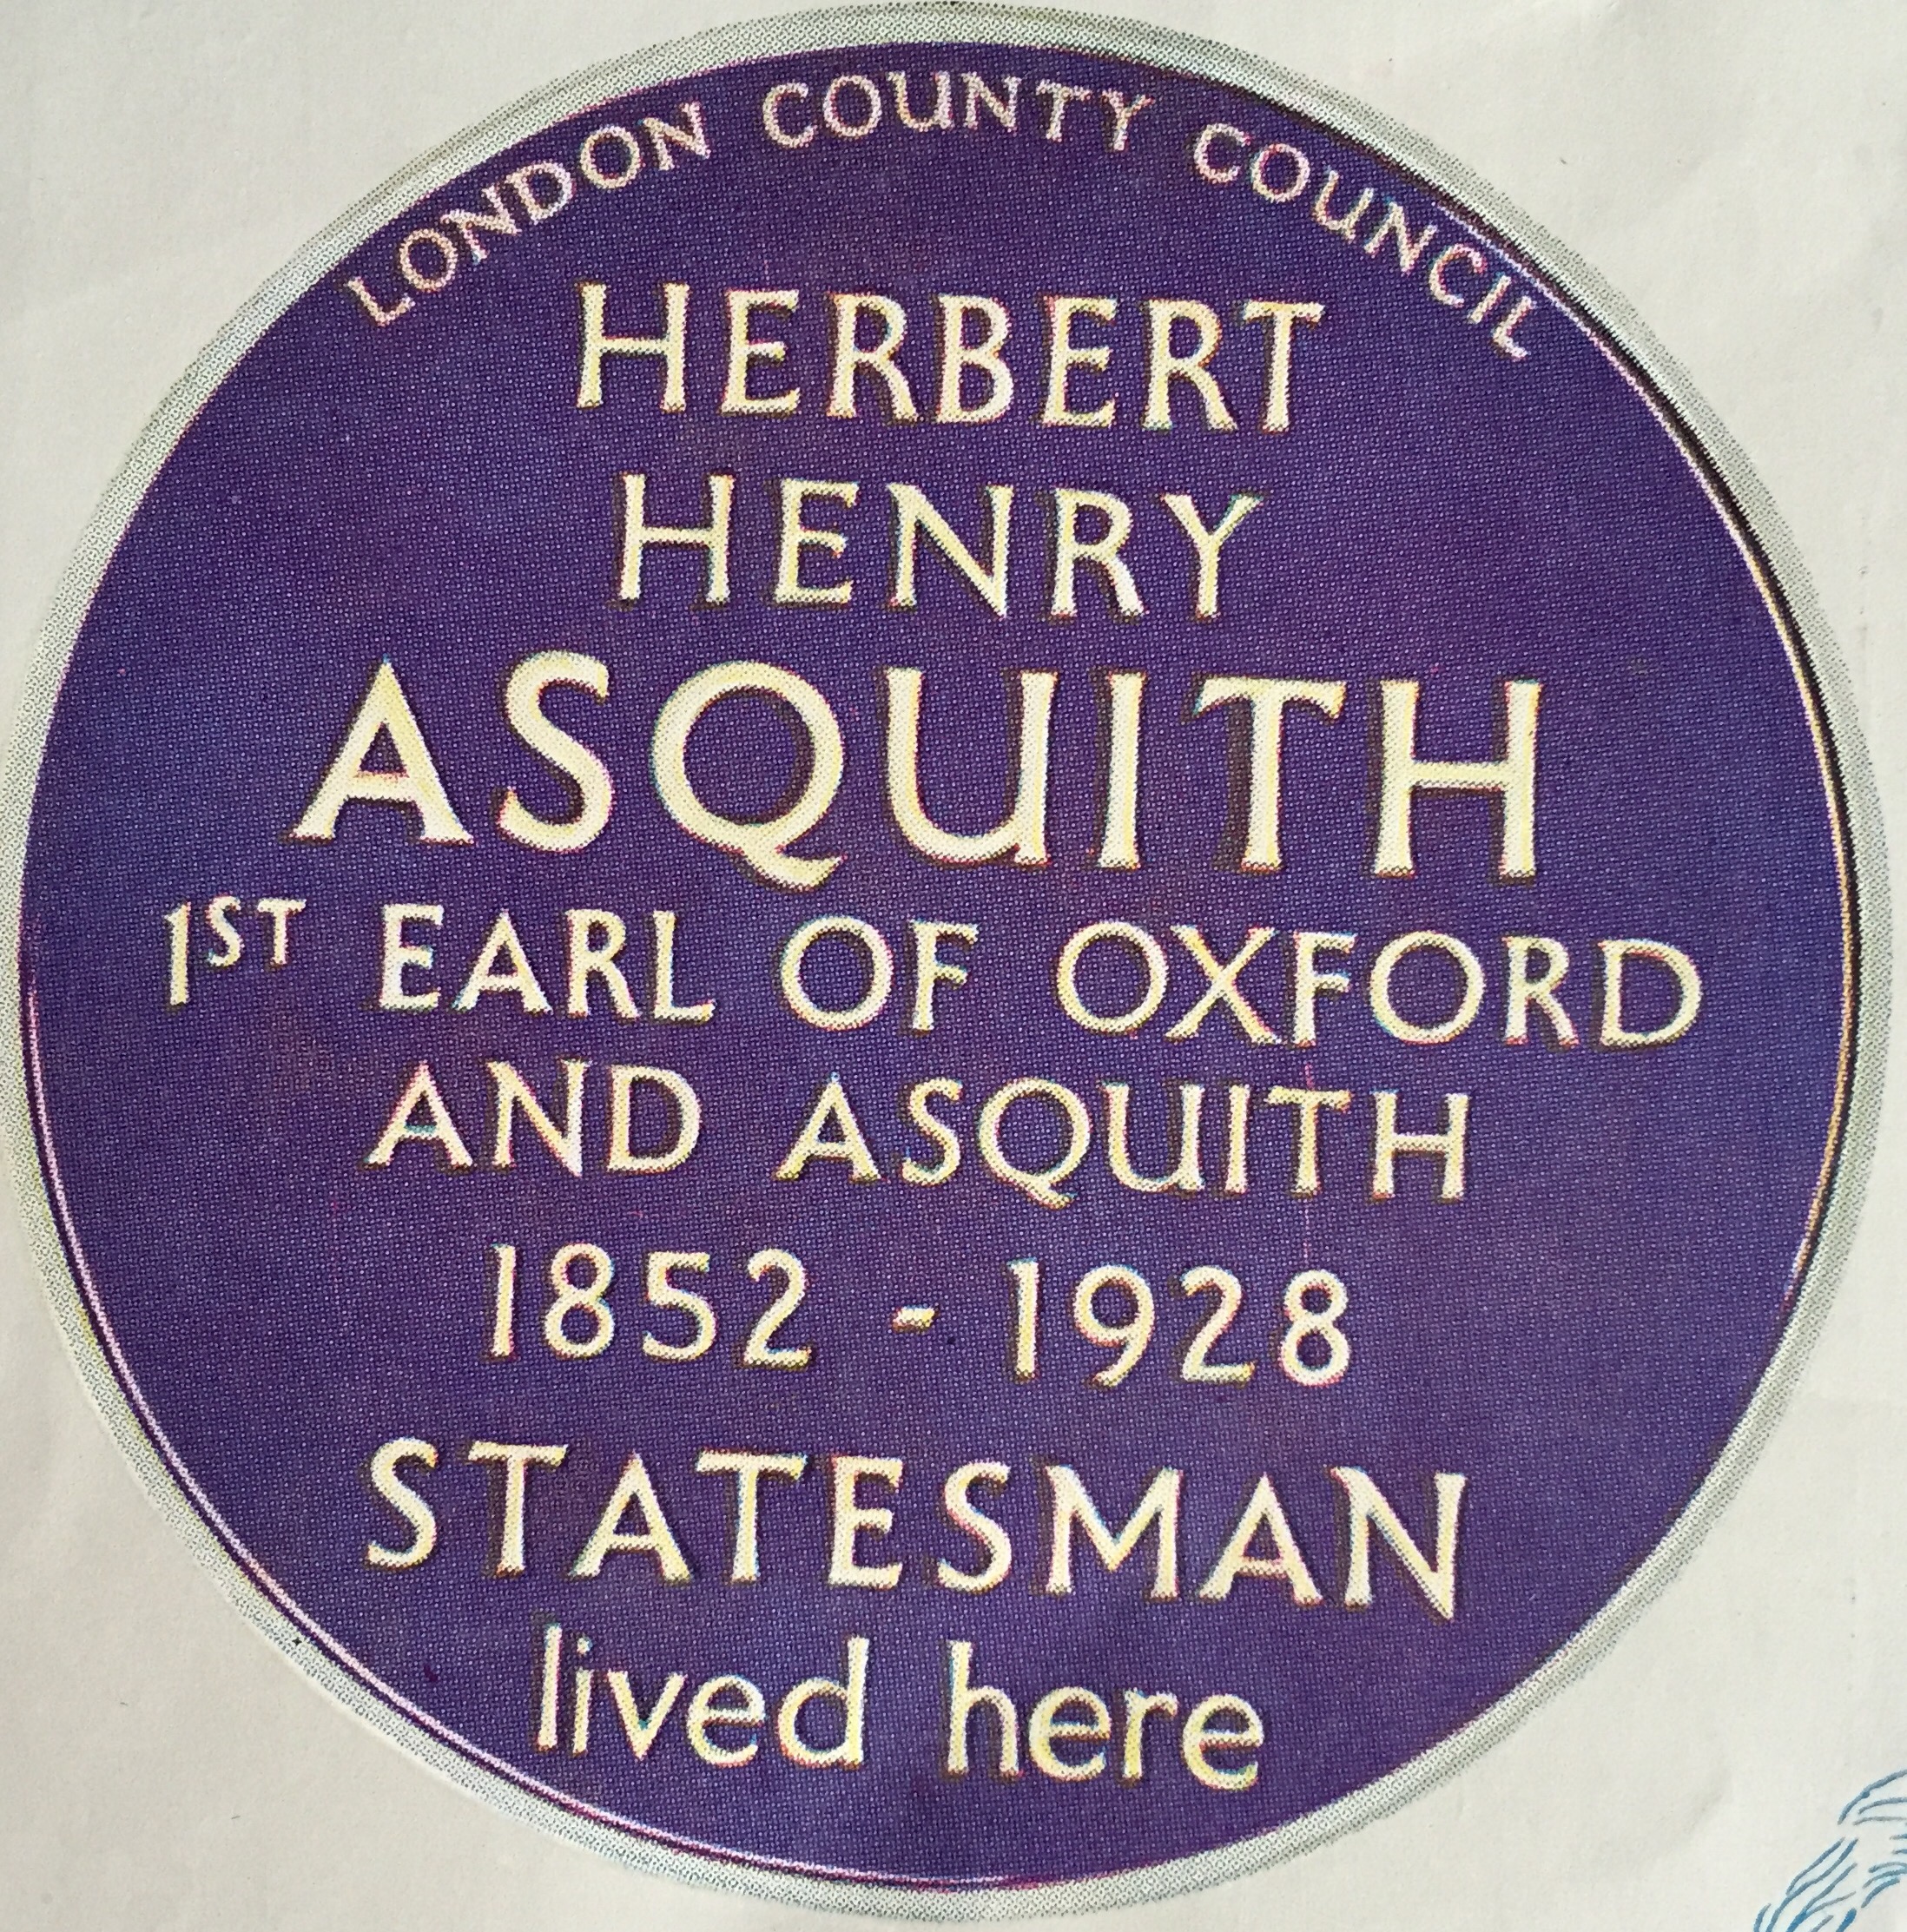 LONDON COUNTY COUNCIL
HERBERT
HENRY
ASQUITH
1ST EARL OF OXFORD
AND ASQUITH
1852 - 1928
STATESMAN
lived here